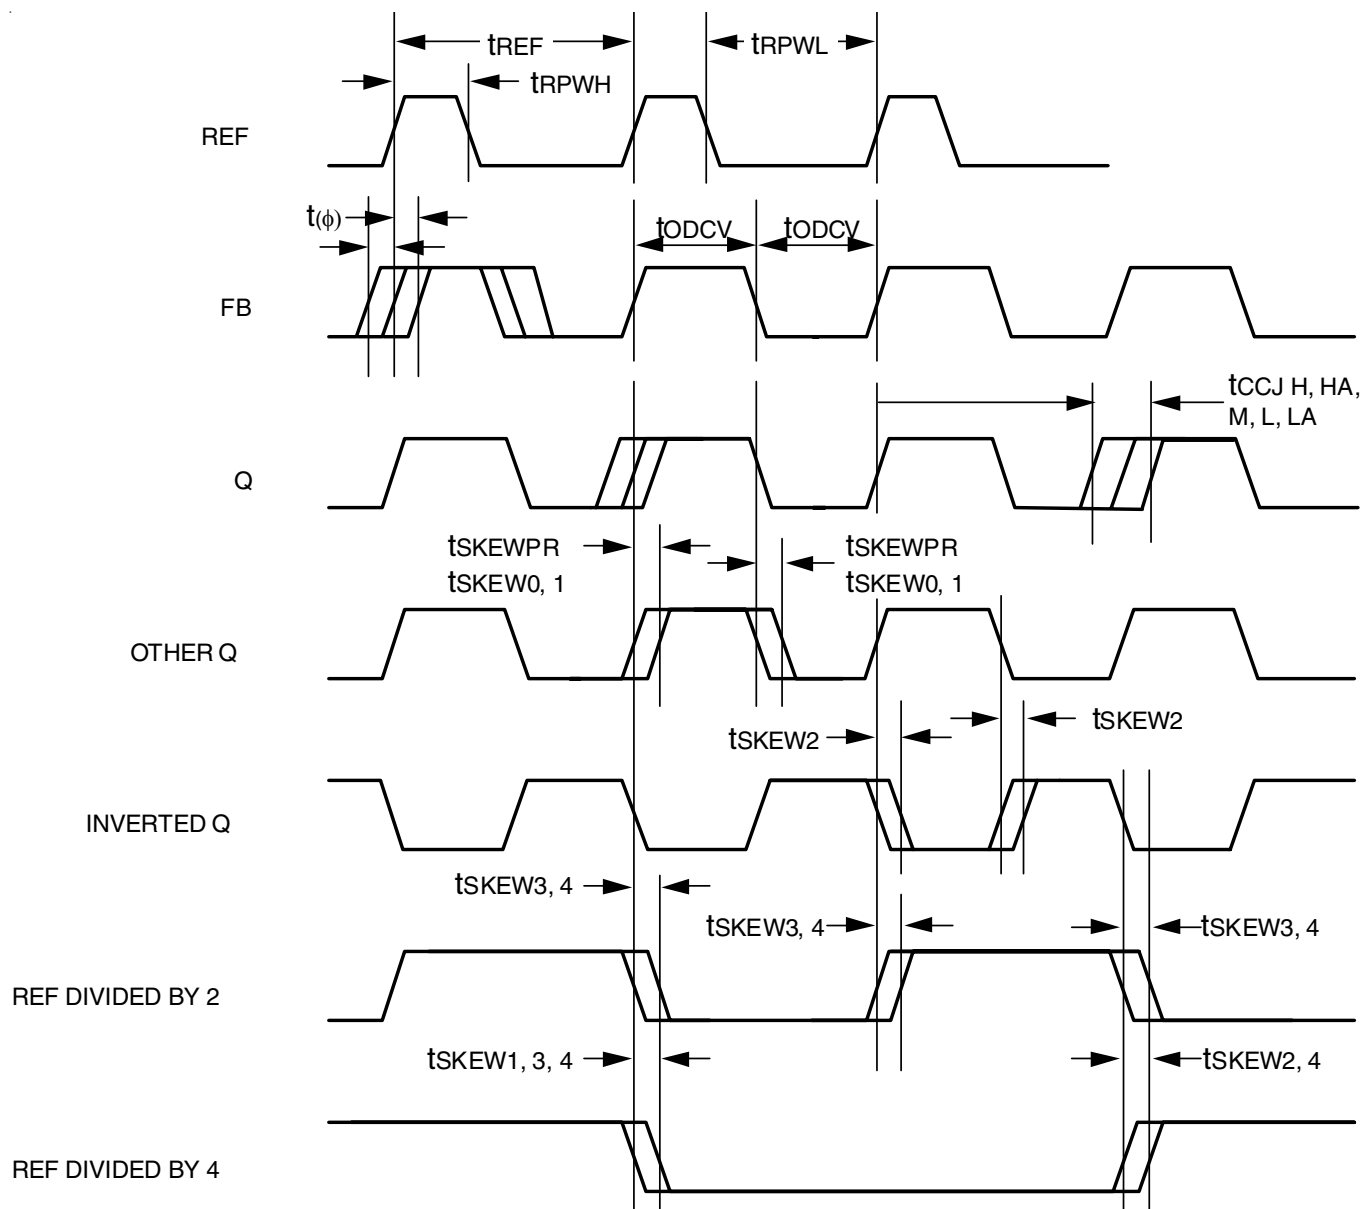 tREF
tRPWL
tRPWH
REF
t(ϕ)
tODCV
tODCV
FB
tCCJ H, HA,
M, L, LA
Q
tSKEWPR
tSKEW0, 1
tSKEWPR
tSKEW0, 1
OTHER Q
tSKEW2
tSKEW2
INVERTED Q
tSKEW3, 4
tSKEW3, 4
tSKEW3, 4
REF DIVIDED BY 2
tSKEW1, 3, 4
tSKEW2, 4
REF DIVIDED BY 4